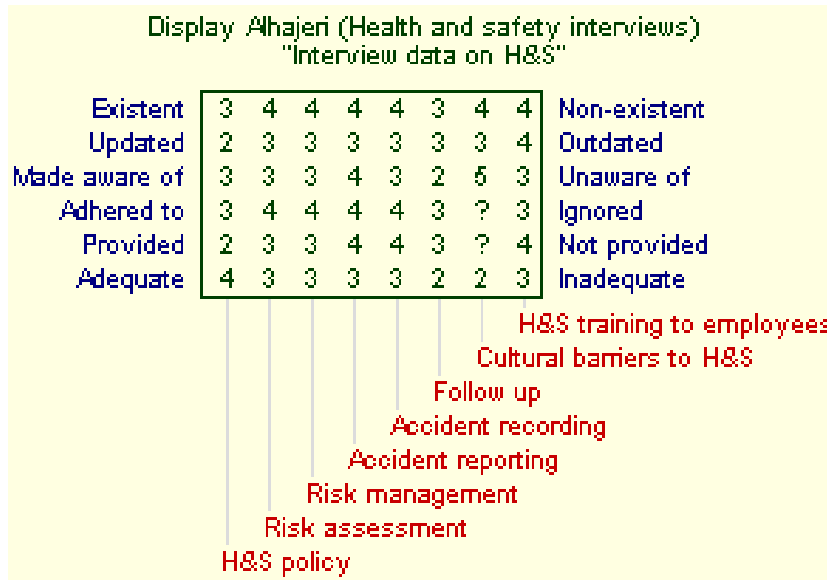 Display Alhajeri (Health and safety interviews)
"Interview data on H&S"
Existent 3 4 4 4 4 3 4 4 Non-existent
Updated 2 3 3 3 3 3 3 4 Outdated
Made aware of 3 3 3 4 3 2 5 3 Unaware of
Adhered to 3 4 4 4 4 3 ? 3 Ignored
Provided 2 3 3 4 4 3 ? 4 Not provided
Adequate 4 3 3 3 3 2 2 3 Inadequate
H&S training to employees
Cultural barriers to H&S
Follow up
Accident recording
Accident reporting
Risk management
Risk assessment
H&S policy